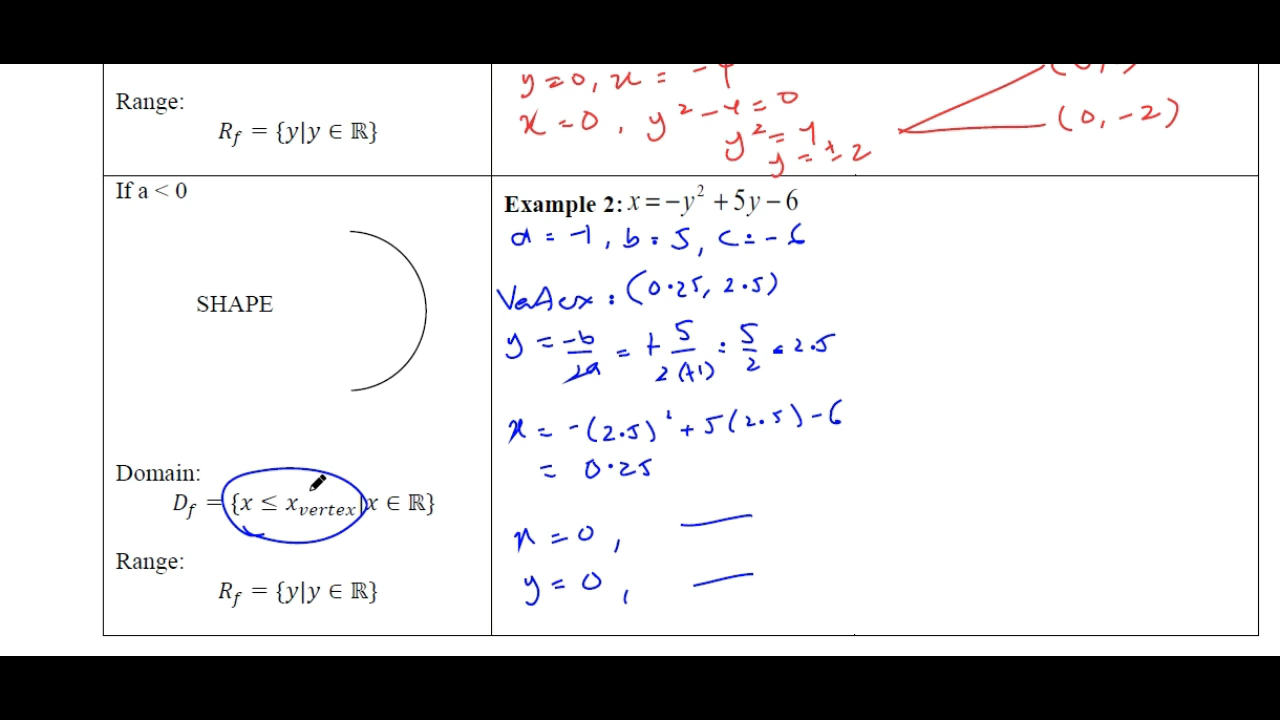 Range:
R_f = {y|y ∈ ℝ}
y = 0, x = -4
x = 0, y² - 4 = 0
y² = 4
y = ± 2
(0, -2)
If a < 0
SHAPE
Domain:
D_f = {x ≤ x_vertex|x ∈ ℝ}
Range:
R_f = {y|y ∈ ℝ}
Example 2: x = -y² + 5y - 6
a = -1, b = 5, c = -6
Vertex : (0.25, 2.5)
y = -b/2a = + 5/2(+1) = 5/2 = 2.5
x = -(2.5)² + 5(2.5) - 6
= 0.25
x = 0,
y = 0,